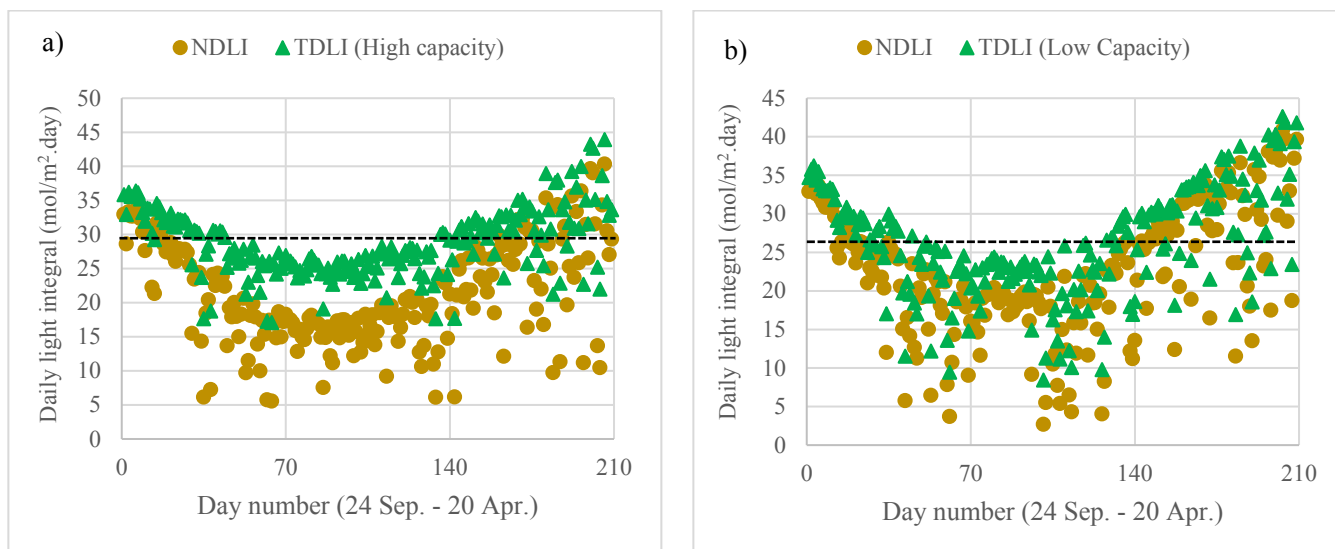 a)
NDLI
TDLI (High capacity)
Daily light integral (mol/m².day)
50
45
40
35
30
25
20
15
10
5
0
0 70 140 210
Day number (24 Sep. - 20 Apr.)
b)
NDLI
TDLI (Low Capacity)
Daily light integral (mol/m².day)
45
40
35
30
25
20
15
10
5
0
0 70 140 210
Day number (24 Sep. - 20 Apr.)